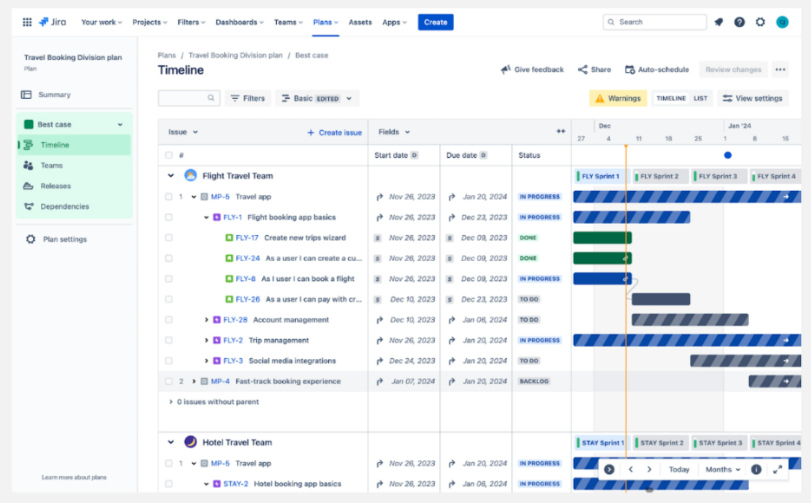 Jira Your work Projects Filters Dashboards Teams Plans Assets Apps Create Search
Travel Booking Division plan
Plan
Summary
Best case
Timeline
Teams
Releases
Dependencies
Plan settings
Learn more about plans
Plans / Travel Booking Division plan / Best case
Timeline
Give feedback Share Auto-schedule Review changes
Filters Basic EDITED Warnings TIMELINE LIST View settings
Issue + Create issue Fields Dec Jan '24
27 4 11 18 25 1 8 15
# Start date D Due date D Status
Flight Travel Team FLY Sprint 1 FLY Sprint 2 FLY Sprint 3 FLY Sprint 4
1 MP-5 Travel app Nov 26, 2023 Jan 20, 2024 IN PROGRESS
FLY-1 Flight booking app basics Nov 26, 2023 Dec 23, 2023 IN PROGRESS
FLY-17 Create new trips wizard S Nov 26, 2023 S Dec 09, 2023 DONE
FLY-24 As a user I can create a cu... S Nov 26, 2023 S Dec 09, 2023 DONE
FLY-8 As I user I can book a flight S Nov 26, 2023 S Dec 09, 2023 IN PROGRESS
FLY-26 As a user I can pay with cr... S Dec 10, 2023 S Dec 23, 2023 TO DO
FLY-28 Account management Dec 10, 2023 Jan 06, 2024 TO DO
FLY-2 Trip management Nov 26, 2023 Jan 20, 2024 IN PROGRESS
FLY-3 Social media integrations Dec 24, 2023 Jan 20, 2024 TO DO
2 MP-4 Fast-track booking experience Jan 07, 2024 Jan 20, 2024 BACKLOG
0 issues without parent
Hotel Travel Team STAY Sprint 1 STAY Sprint 2 STAY Sprint 3 STAY Sprint 4
1 MP-5 Travel app Nov 26, 2023 Jan 20, 2024 IN PROGRESS
STAY-2 Hotel booking app basics Nov 26, 2023 Jan 20, 2024 IN PROGRESS
Today Months